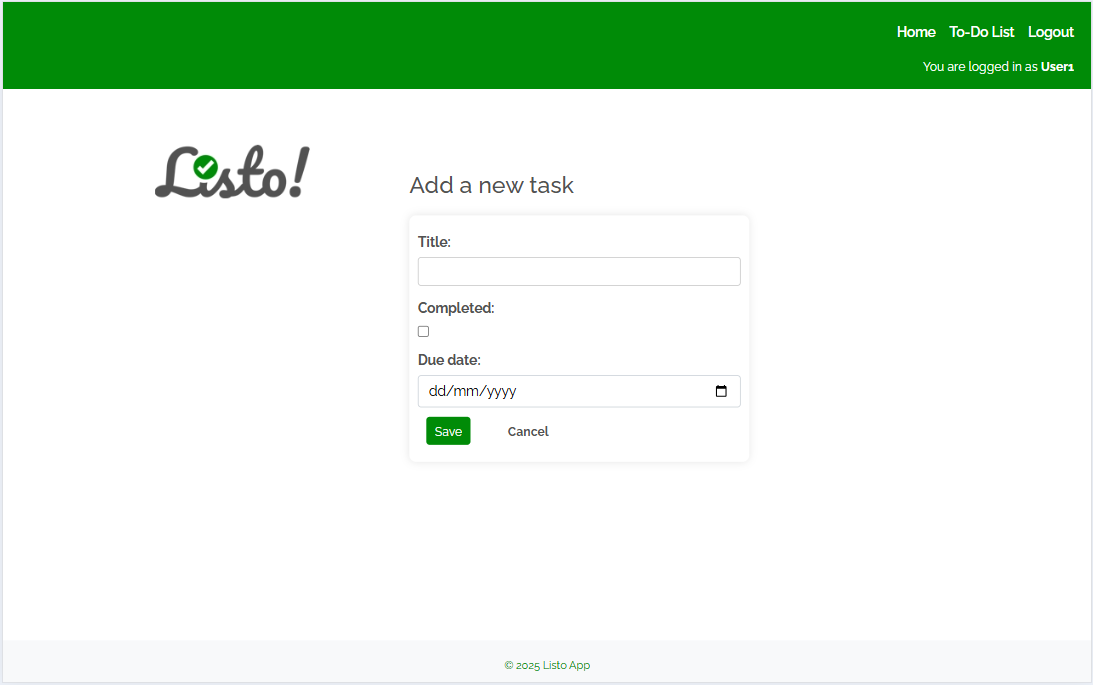 Home To-Do List Logout
You are logged in as User1
Listo!
Add a new task
Title:
Completed:
Due date:
dd/mm/yyyy
Save Cancel
© 2025 Listo App